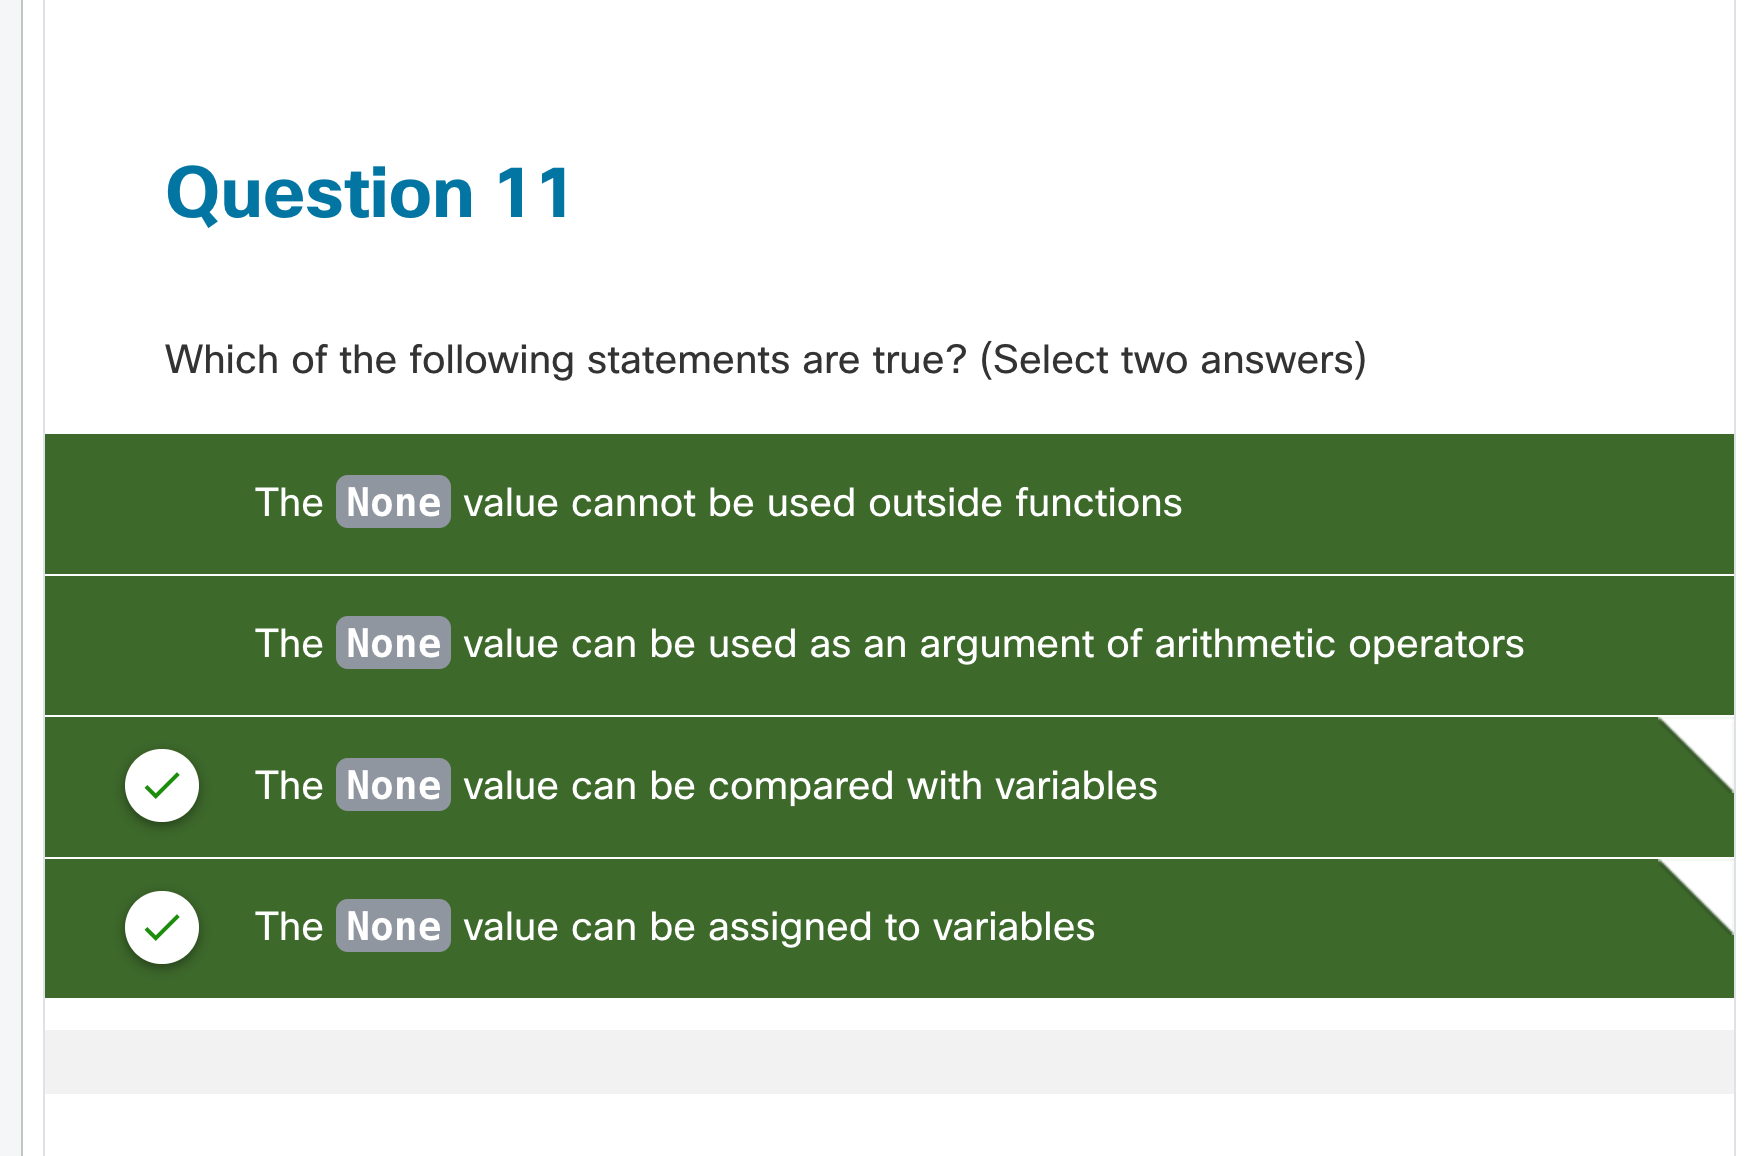 Question 11
Which of the following statements are true? (Select two answers)
The None value cannot be used outside functions
The None value can be used as an argument of arithmetic operators
The None value can be compared with variables
The None value can be assigned to variables